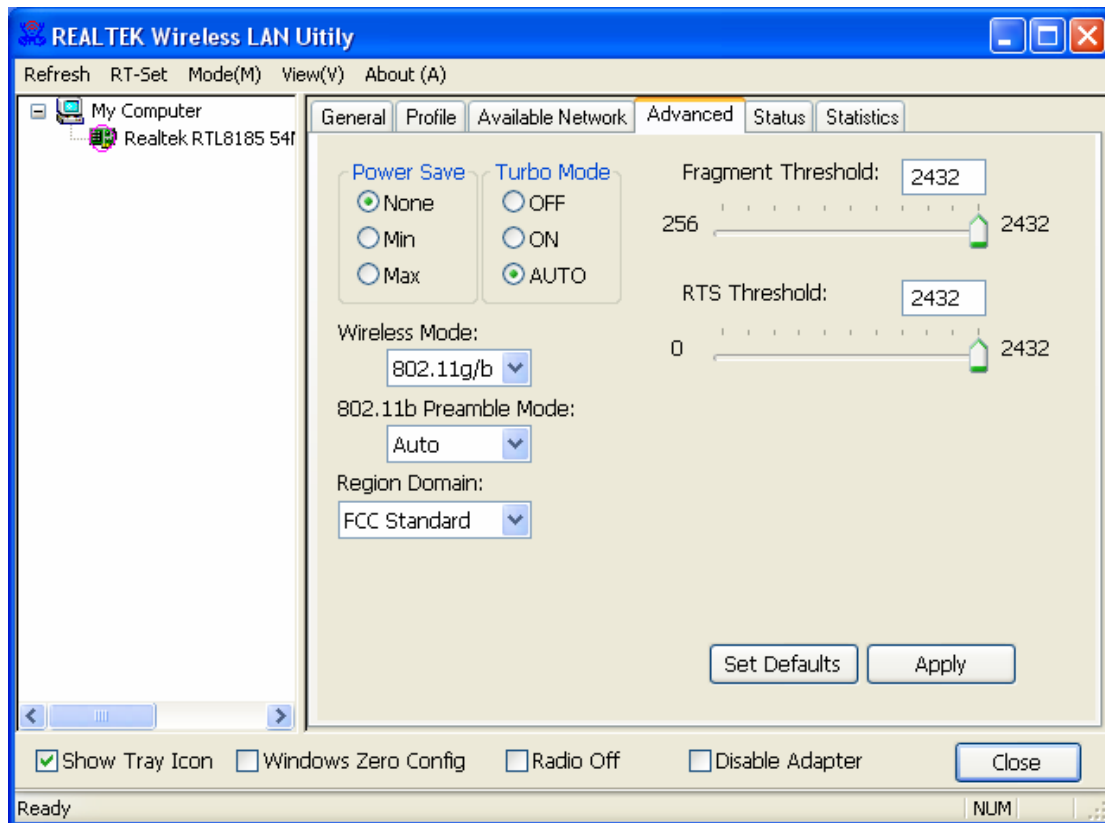 REALTEK Wireless LAN Uitily
Refresh RT-Set Mode(M) View(V) About (A)
My Computer
Realtek RTL8185 54
General Profile Available Network Advanced Status Statistics
Power Save
None
Min
Max
Turbo Mode
OFF
ON
AUTO
Wireless Mode:
802.11g/b
802.11b Preamble Mode:
Auto
Region Domain:
FCC Standard
Fragment Threshold: 2432
256 2432
RTS Threshold: 2432
0 2432
Set Defaults Apply
Show Tray Icon Windows Zero Config Radio Off Disable Adapter Close
Ready NUM